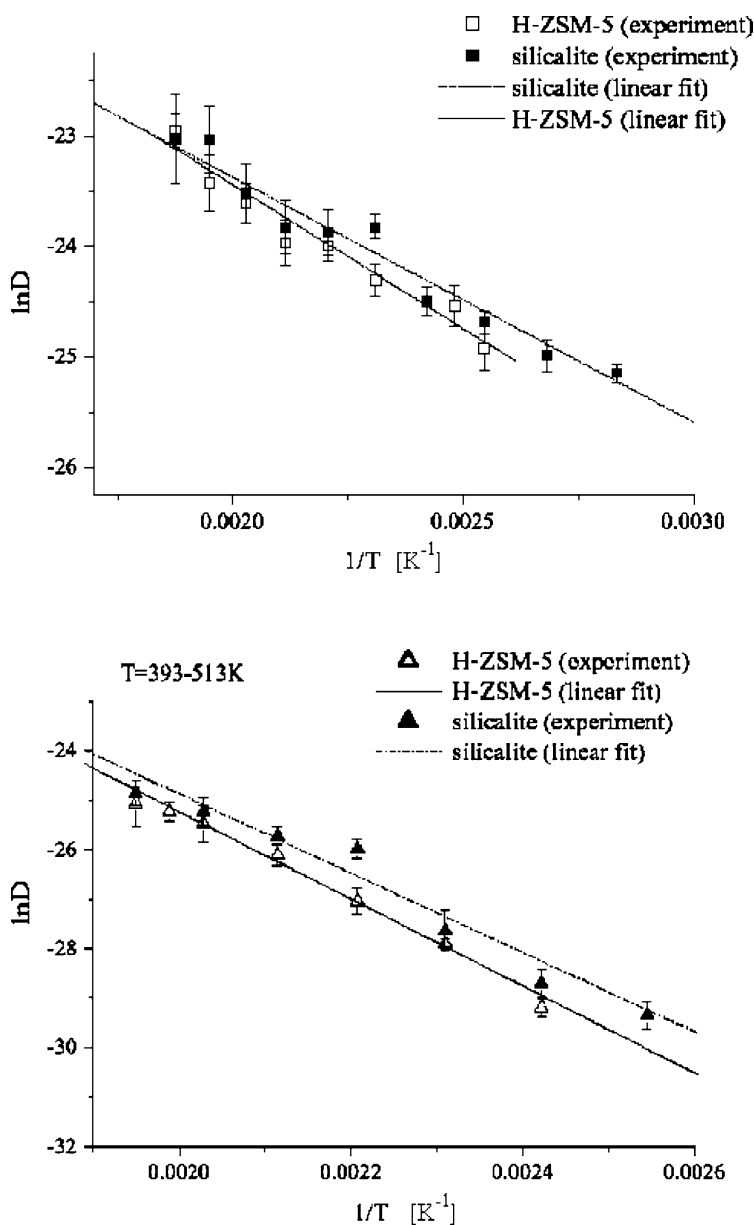 H-ZSM-5 (experiment)
silicalite (experiment)
silicalite (linear fit)
H-ZSM-5 (linear fit)
-23
-24
-25
-26
lnD
0.0020 0.0025 0.0030
1/T [K⁻¹]
T=393-513K
H-ZSM-5 (experiment)
H-ZSM-5 (linear fit)
silicalite (experiment)
silicalite (linear fit)
-24
-26
-28
-30
-32
lnD
0.0020 0.0022 0.0024 0.0026
1/T [K⁻¹]